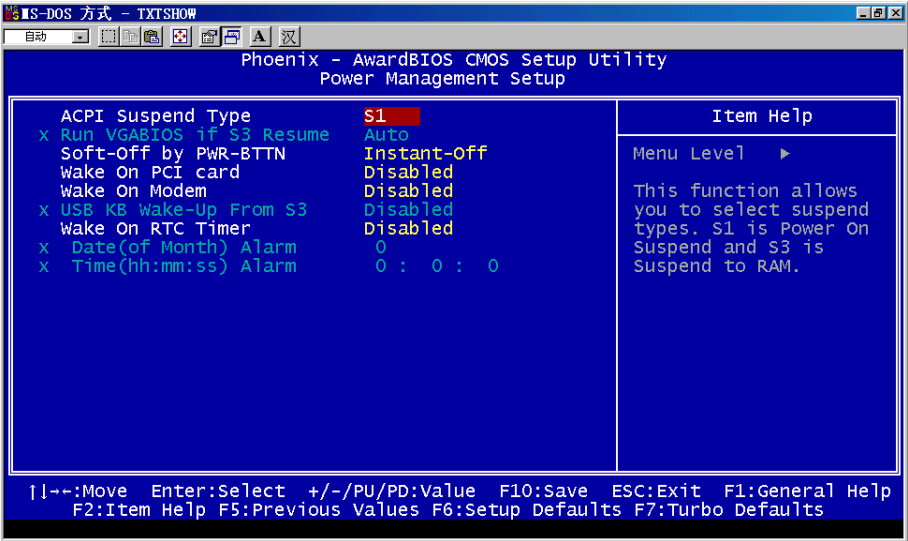 MS-DOS 方式 - TXTSHOW
自动
A 汉
Phoenix - AwardBIOS CMOS Setup Utility
Power Management Setup
ACPI Suspend Type S1
x Run VGABIOS if S3 Resume Auto
Soft-Off by PWR-BTTN Instant-Off
Wake On PCI card Disabled
Wake On Modem Disabled
x USB KB Wake-Up From S3 Disabled
Wake On RTC Timer Disabled
x Date(of Month) Alarm 0
x Time(hh:mm:ss) Alarm 0 : 0 : 0
Item Help
Menu Level ►
This function allows
you to select suspend
types. S1 is Power On
Suspend and S3 is
Suspend to RAM.
↑↓→←:Move Enter:Select +/-/PU/PD:Value F10:Save ESC:Exit F1:General Help
F2:Item Help F5:Previous Values F6:Setup Defaults F7:Turbo Defaults